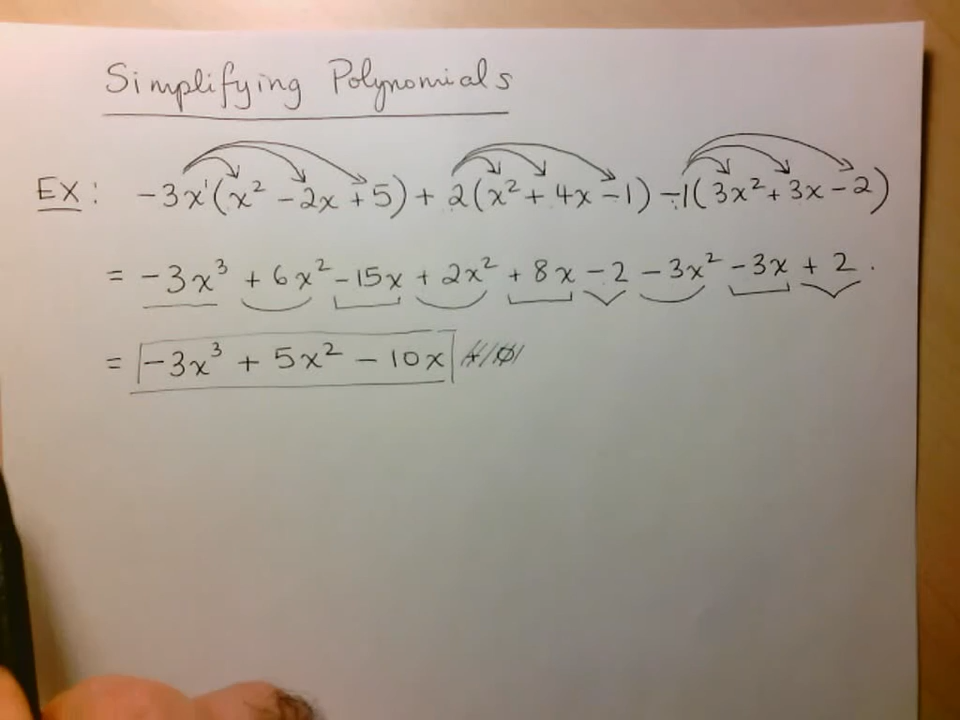 Simplifying Polynomials
EX: -3x¹(x² - 2x + 5) + 2(x² + 4x - 1) - 1(3x² + 3x - 2)
= -3x³ + 6x² - 15x + 2x² + 8x - 2 - 3x² - 3x + 2.
= -3x³ + 5x² - 10x